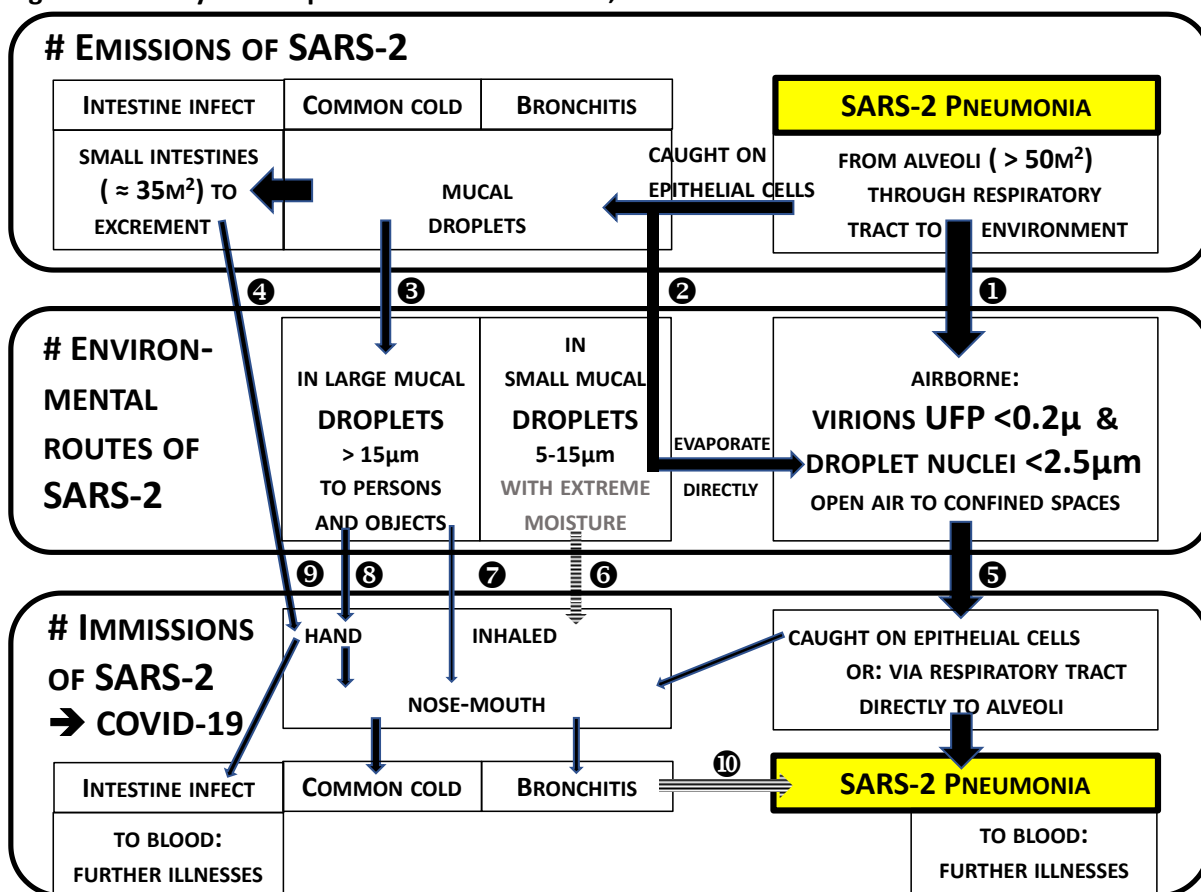 # Emissions of SARS-2
Intestine infect
Common cold
Bronchitis
SARS-2 Pneumonia
small intestines
( ≈ 35m²) to
excrement
mucal
droplets
caught on
epithelial cells
from alveoli ( > 50m²)
through respiratory
tract to environment
❹
❸
❷
❶
# Environ-
mental
routes of
SARS-2
in large mucal
droplets
> 15µm
to persons
and objects
in
small mucal
droplets
5-15µm
with extreme
moisture
evaporate
directly
airborne:
virions UFP <0.2µ &
droplet nuclei <2.5µm
open air to confined spaces
❾
❽
❼
❻
❺
# Immissions
of SARS-2
➔ COVID-19
hand
inhaled
nose-mouth
caught on epithelial cells
or: via respiratory tract
directly to alveoli
Intestine infect
Common cold
Bronchitis
❿
SARS-2 Pneumonia
to blood:
further illnesses
to blood:
further illnesses